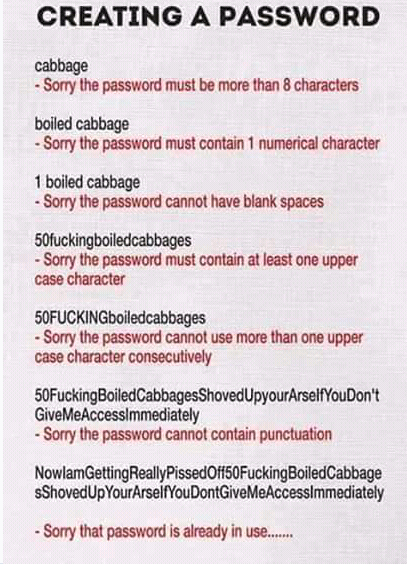 CREATING A PASSWORD
cabbage
- Sorry the password must be more than 8 characters
boiled cabbage
- Sorry the password must contain 1 numerical character
1 boiled cabbage
- Sorry the password cannot have blank spaces
50fuckingboiledcabbages
- Sorry the password must contain at least one upper
case character
50FUCKINGboiledcabbages
- Sorry the password cannot use more than one upper
case character consecutively
50FuckingBoiledCabbagesShovedUpyourArseIfYouDon't
GiveMeAccessImmediately
- Sorry the password cannot contain punctuation
NowIamGettingReallyPissedOff50FuckingBoiledCabbage
sShovedUpYourArseIfYouDontGiveMeAccessImmediately
- Sorry that password is already in use.......